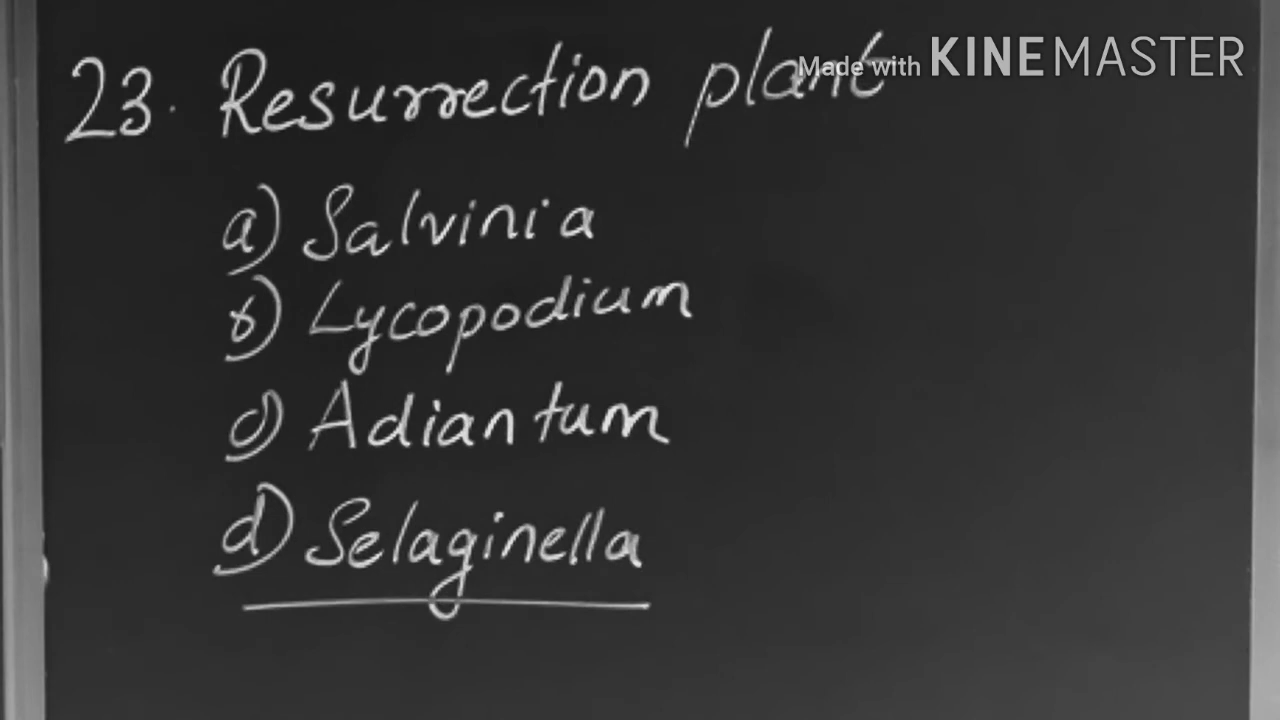 23. Resurrection plant
Made with KINEMASTER
a) Salvinia
b) Lycopodium
c) Adiantum
d) Selaginella